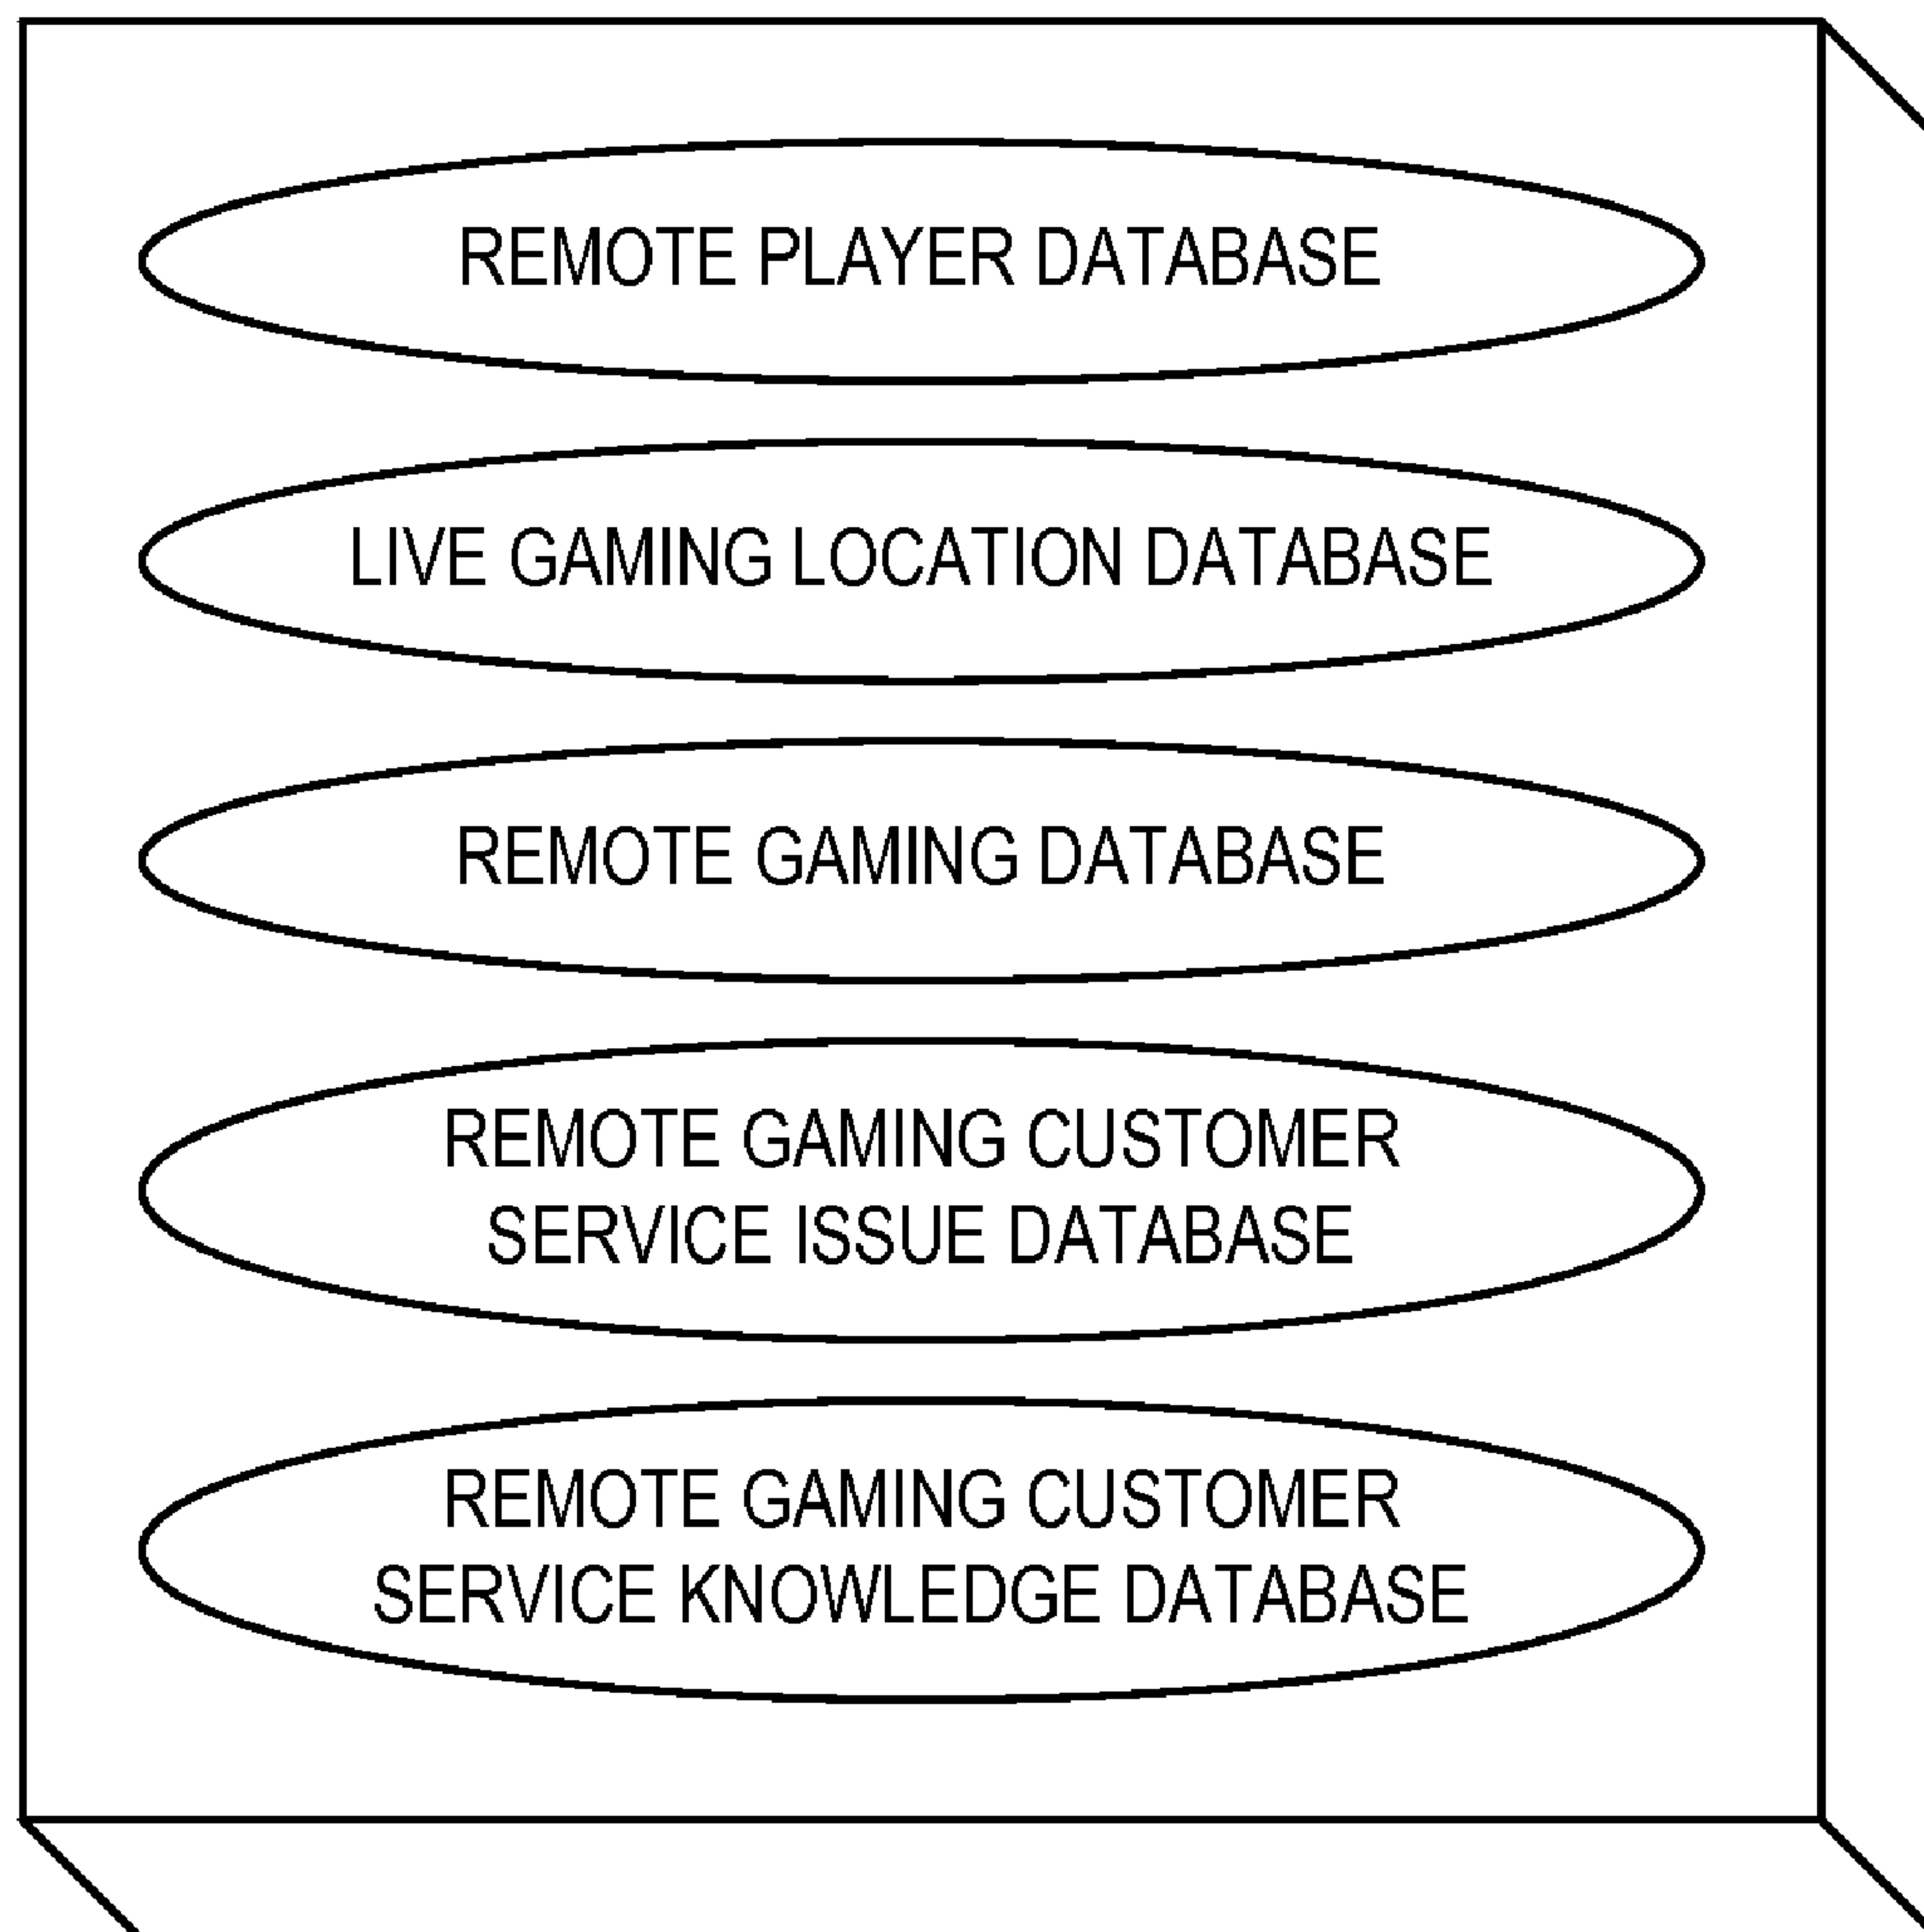 REMOTE PLAYER DATABASE
LIVE GAMING LOCATION DATABASE
REMOTE GAMING DATABASE
REMOTE GAMING CUSTOMER
SERVICE ISSUE DATABASE
REMOTE GAMING CUSTOMER
SERVICE KNOWLEDGE DATABASE